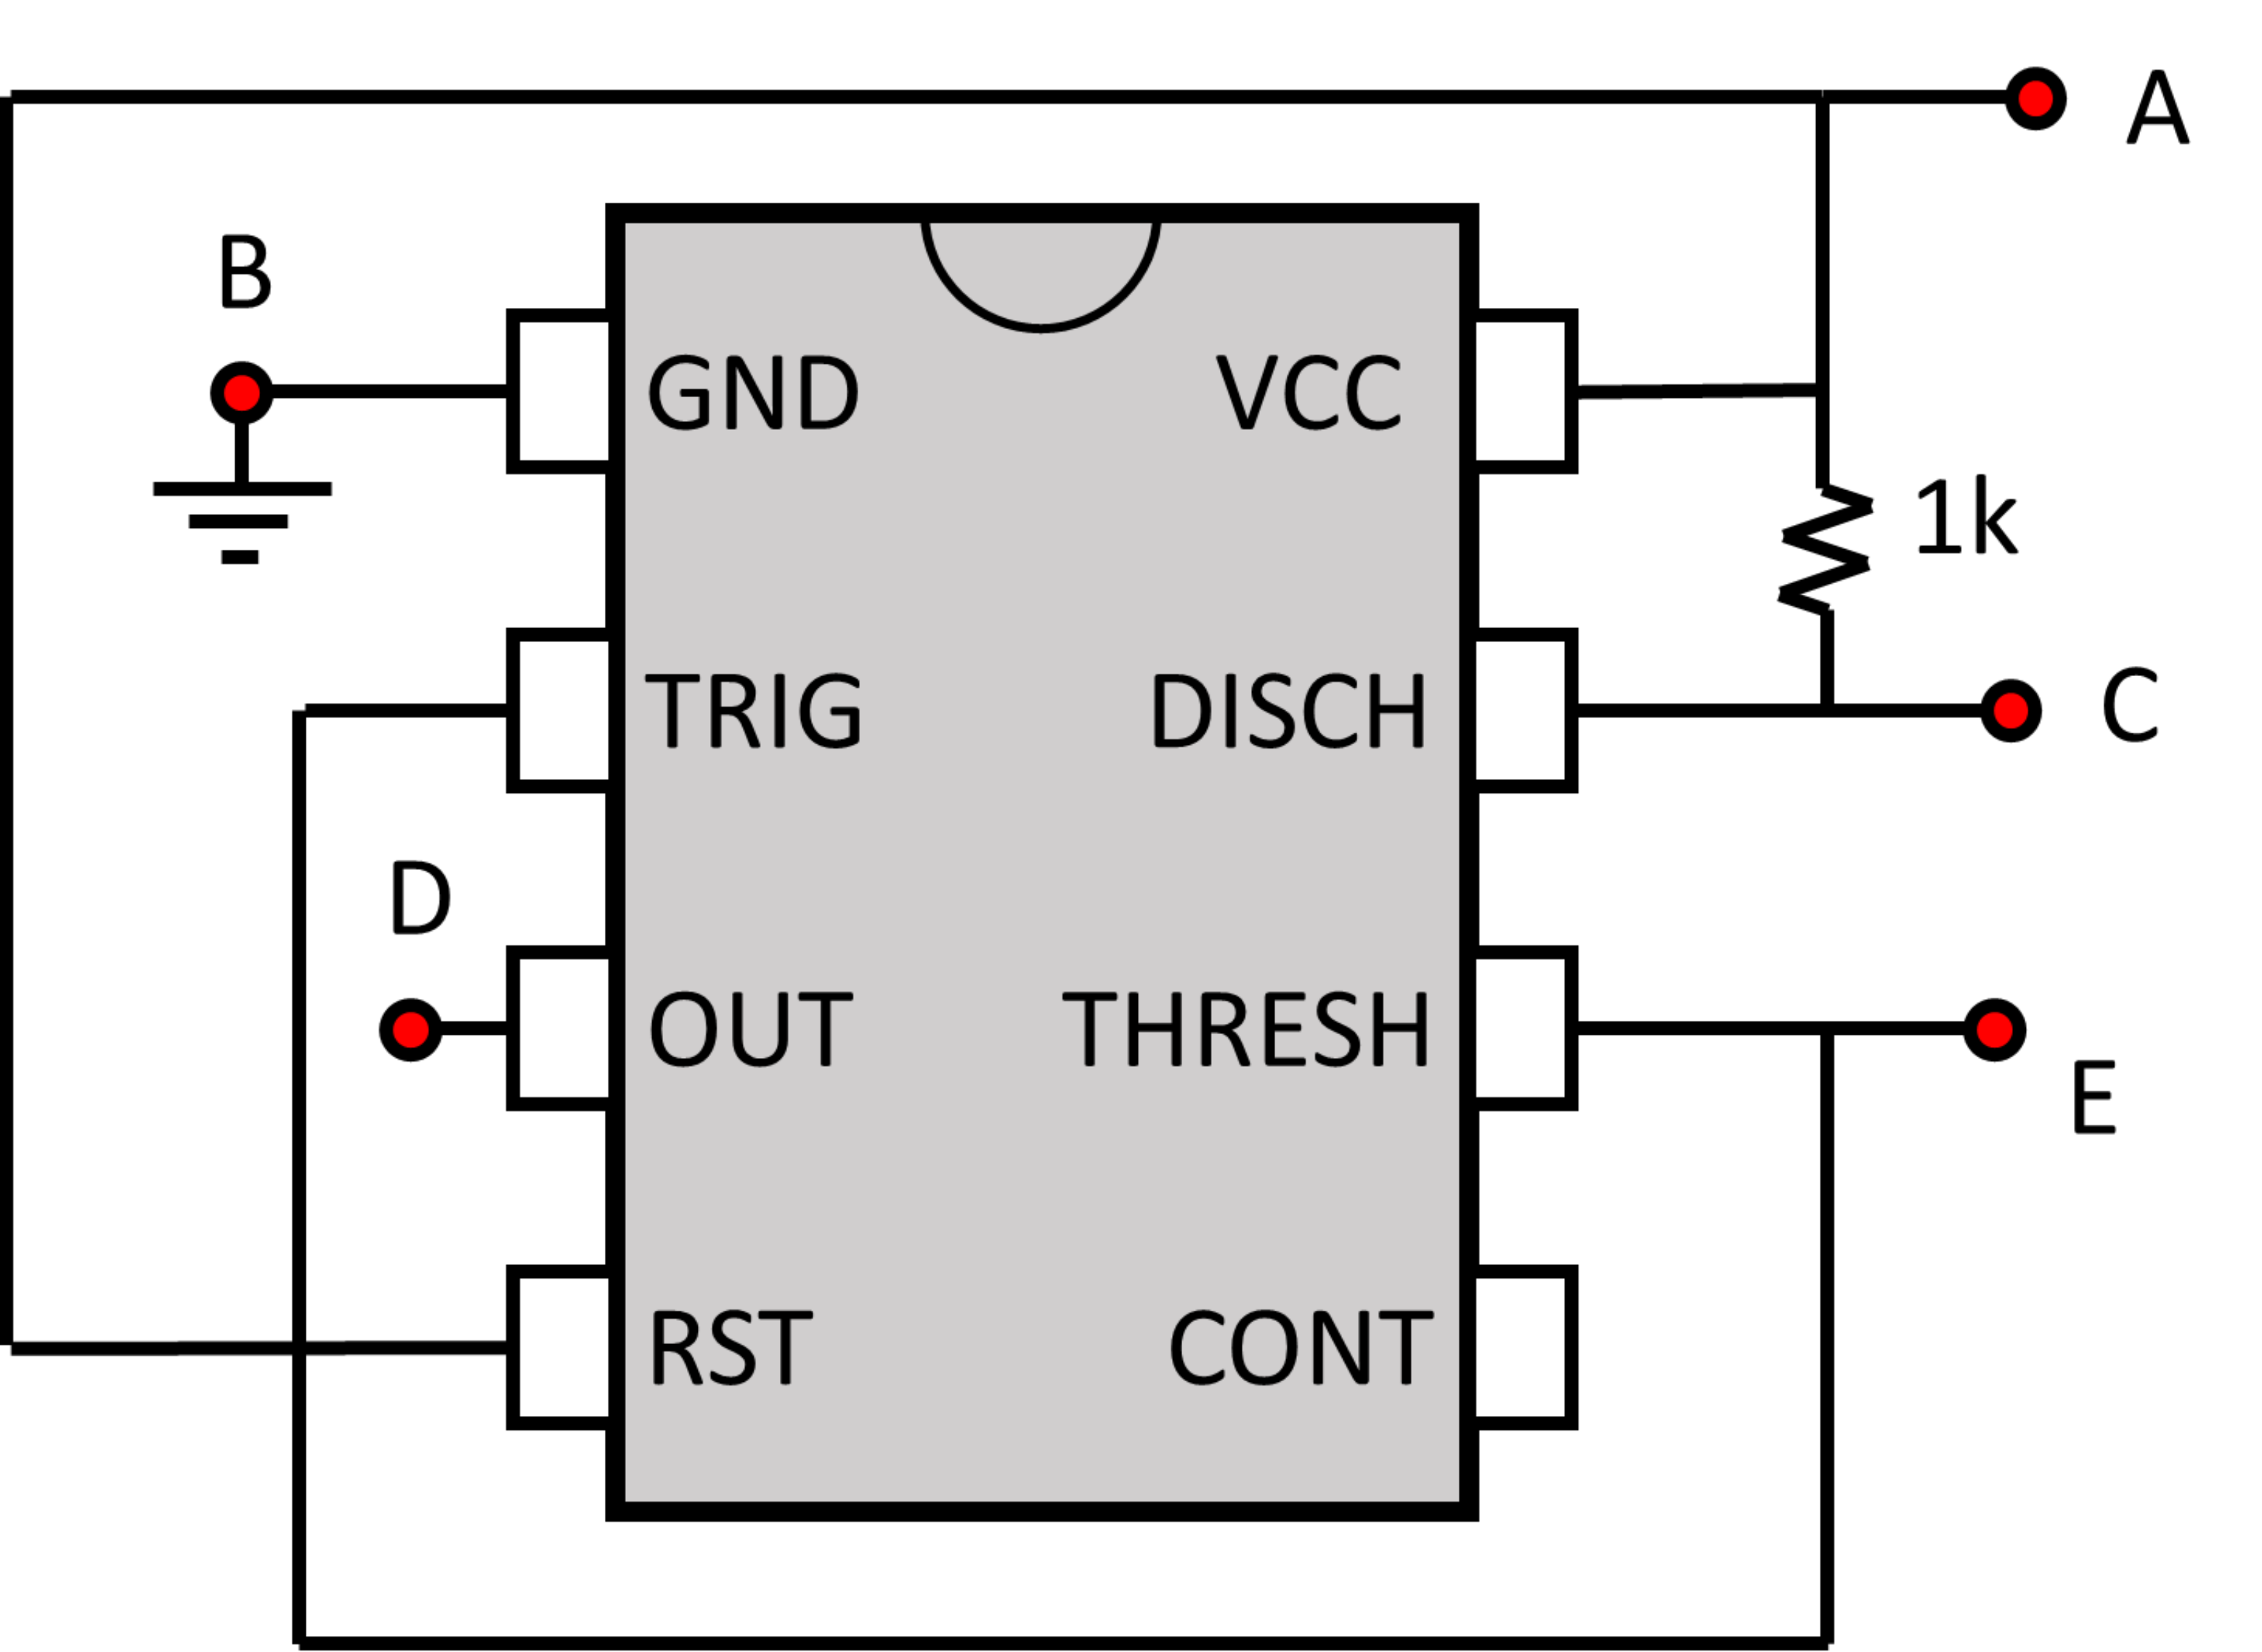 A
B
GND
VCC
1k
TRIG
DISCH
C
D
OUT
THRESH
E
RST
CONT